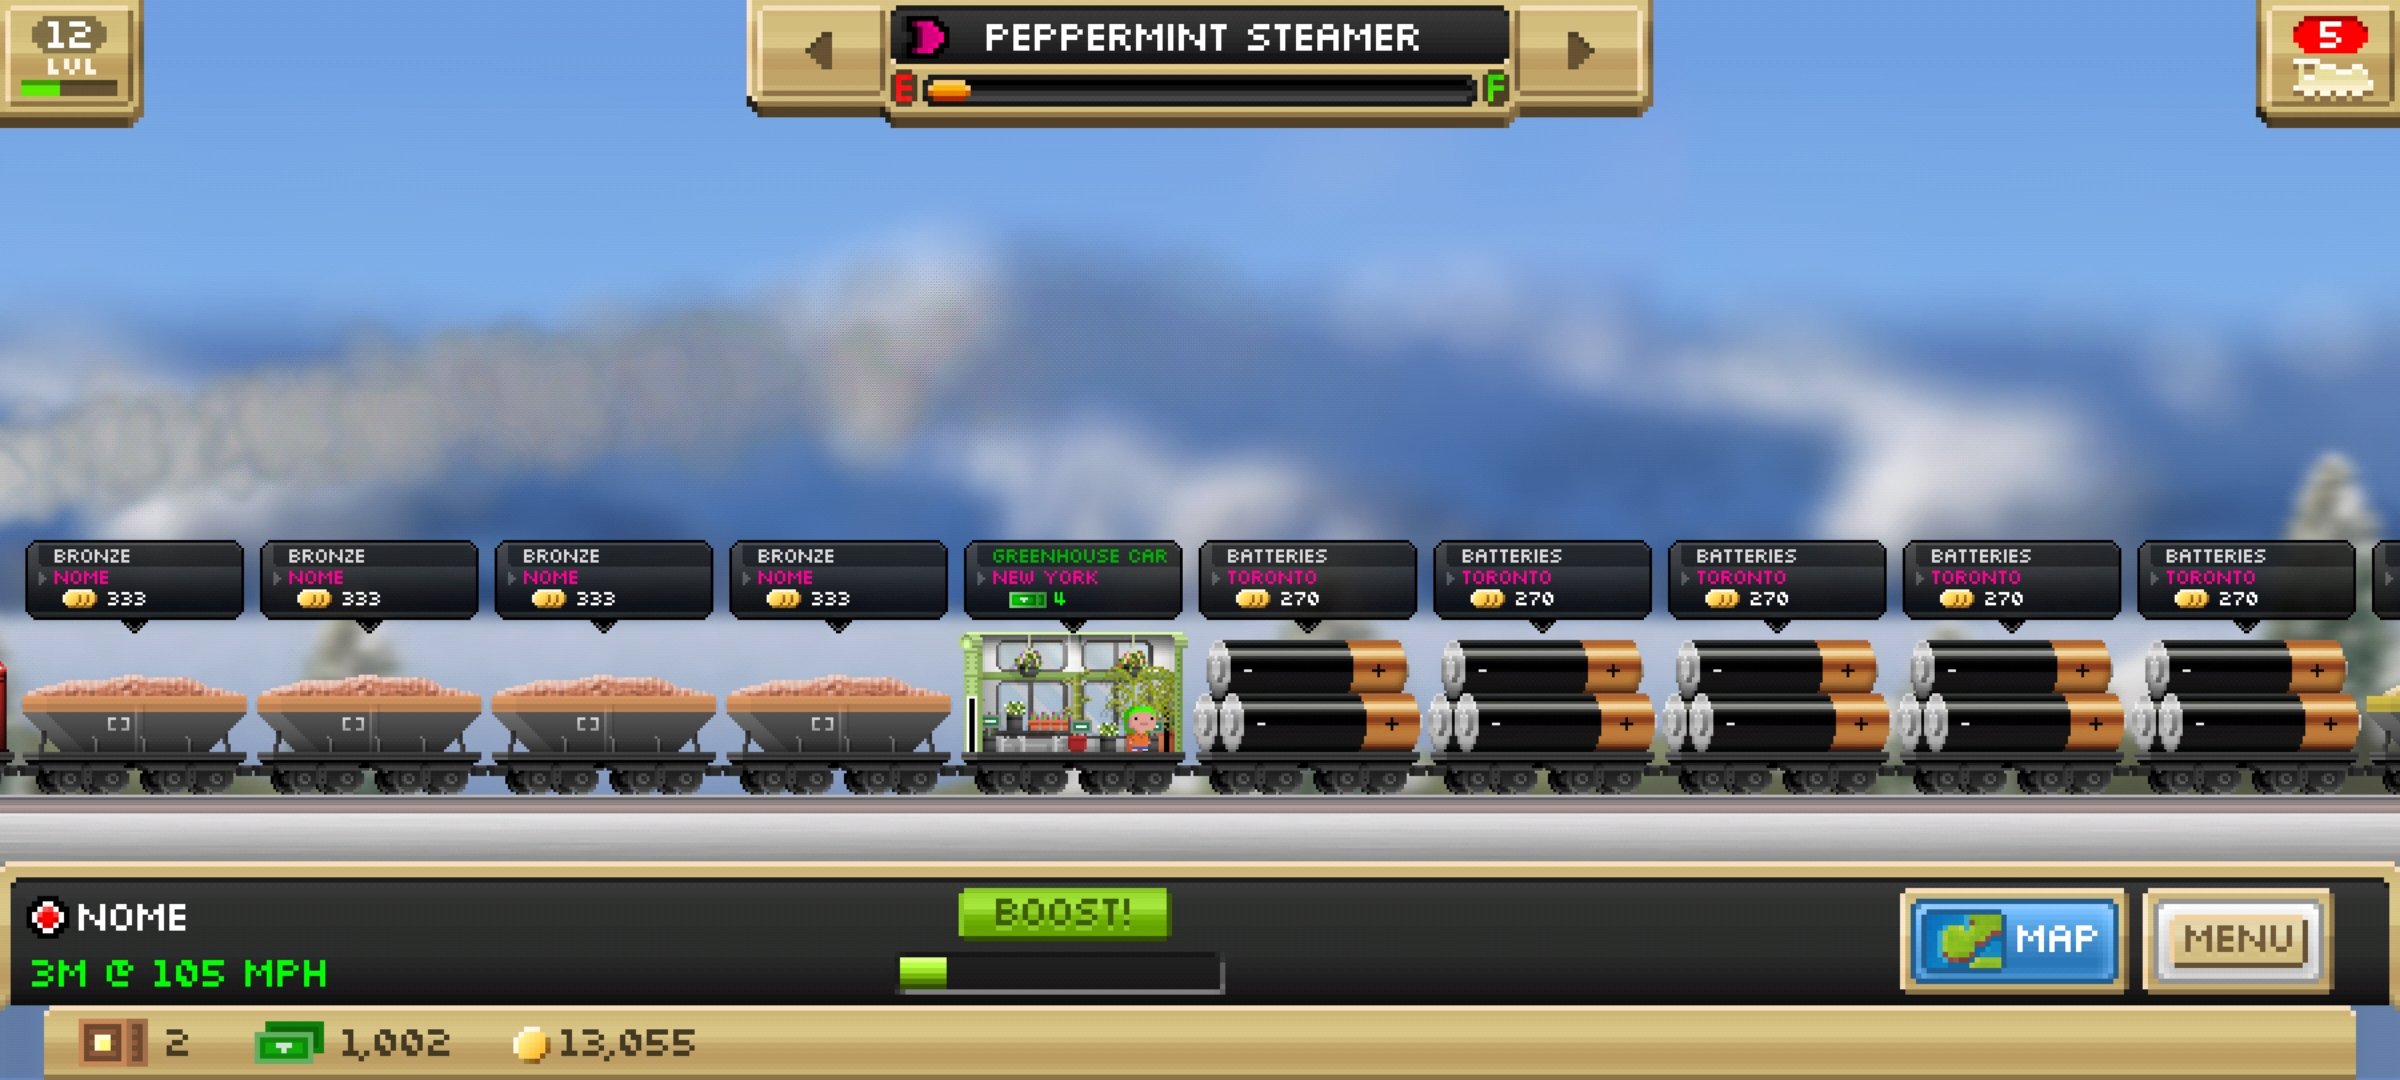 12
LVL
PEPPERMINT STEAMER
E F
5
BRONZE
NOME
333
BRONZE
NOME
333
BRONZE
NOME
333
BRONZE
NOME
333
GREENHOUSE CAR
NEW YORK
4
BATTERIES
TORONTO
270
BATTERIES
TORONTO
270
BATTERIES
TORONTO
270
BATTERIES
TORONTO
270
BATTERIES
TORONTO
270
- +
- +
- +
- +
- +
- +
- +
- +
- +
- +
NOME
3M @ 105 MPH
BOOST!
MAP
MENU
2
1,002
13,055